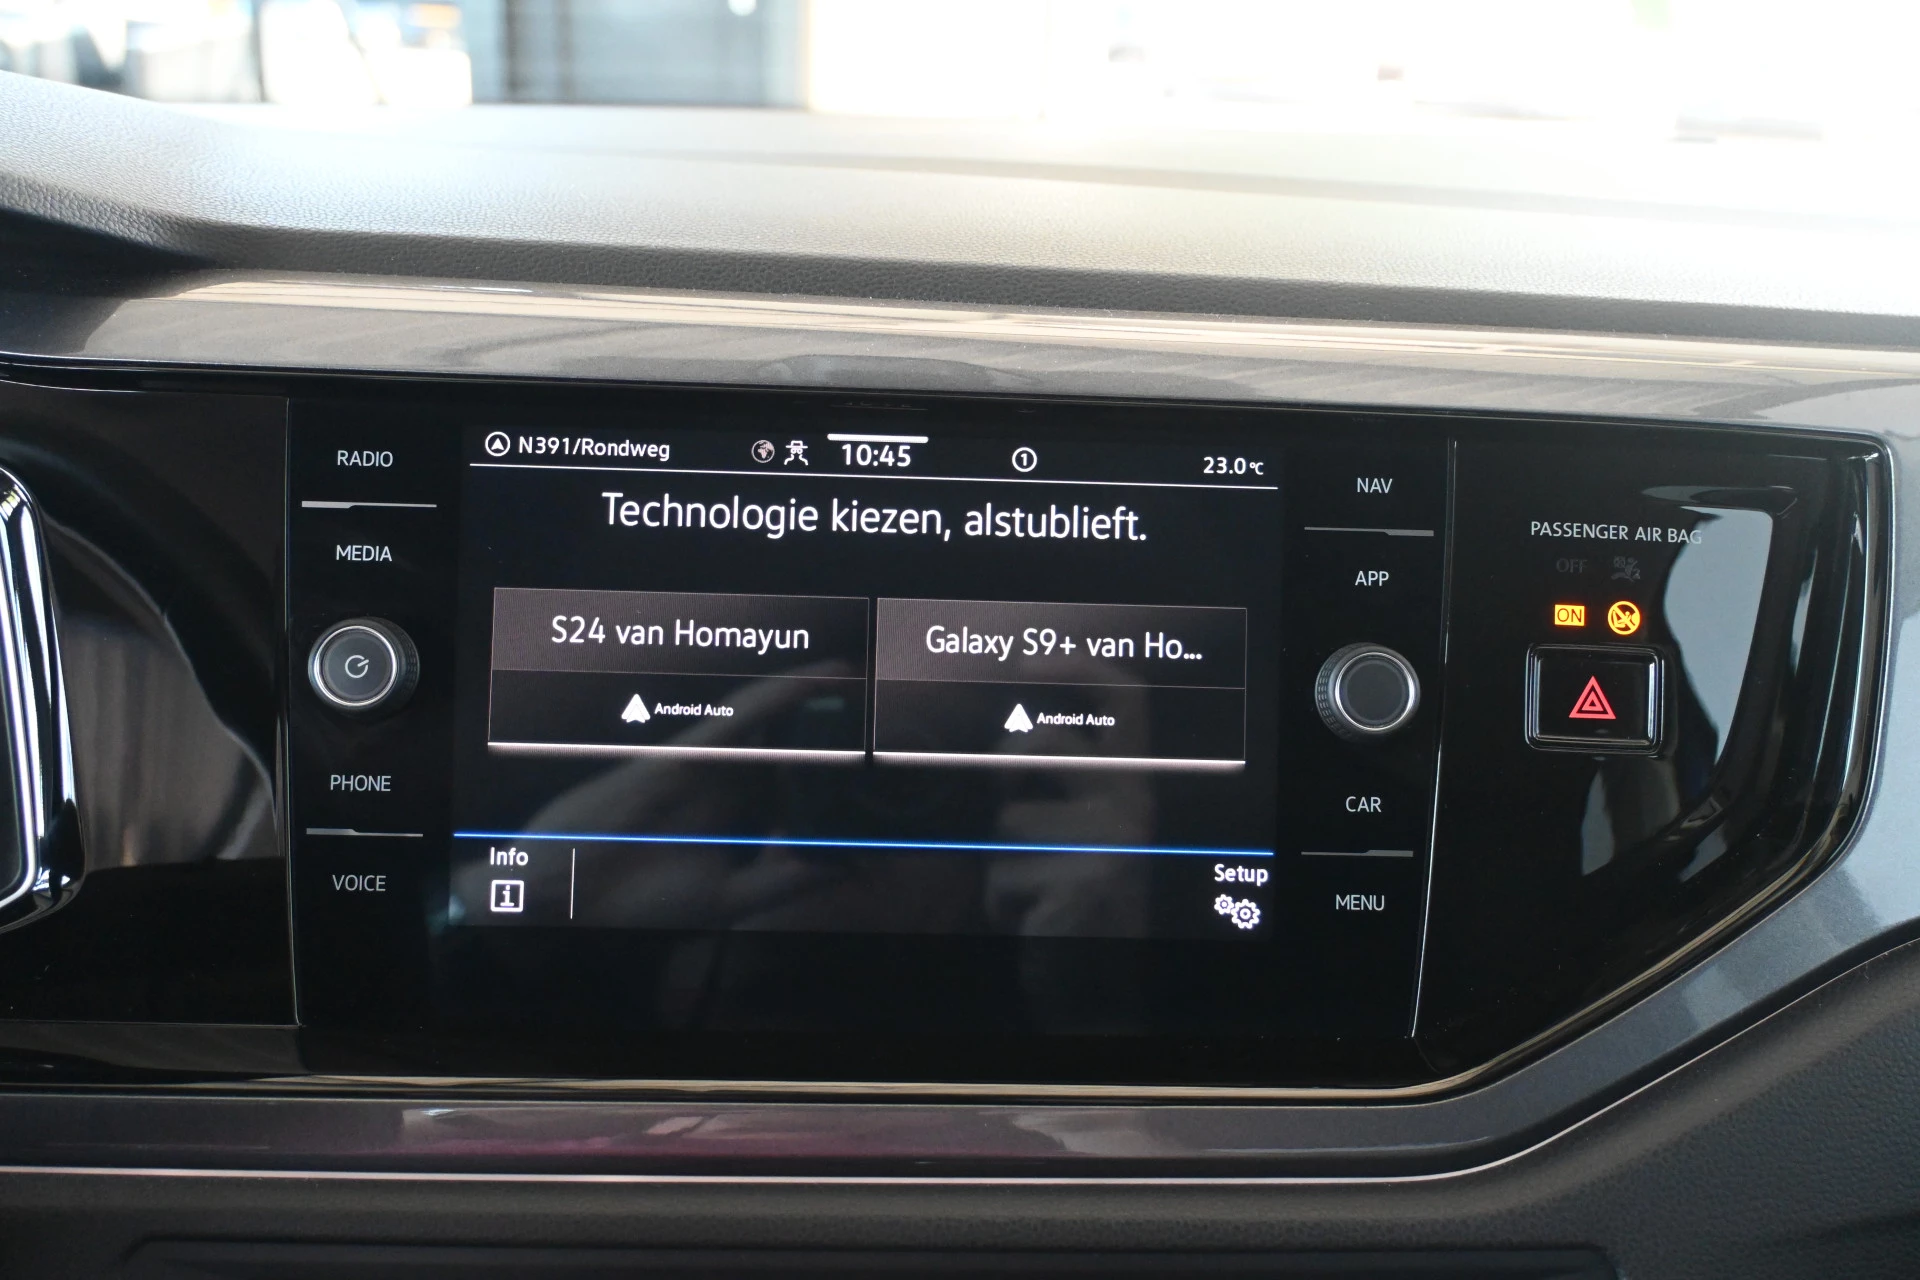 RADIO
MEDIA
PHONE
VOICE
N391/Rondweg
10:45
1
23.0°C
Technologie kiezen, alstublieft.
S24 van Homayun
Android Auto
Galaxy S9+ van Ho...
Android Auto
Info
i
Setup
NAV
APP
CAR
MENU
PASSENGER AIR BAG
OFF
ON